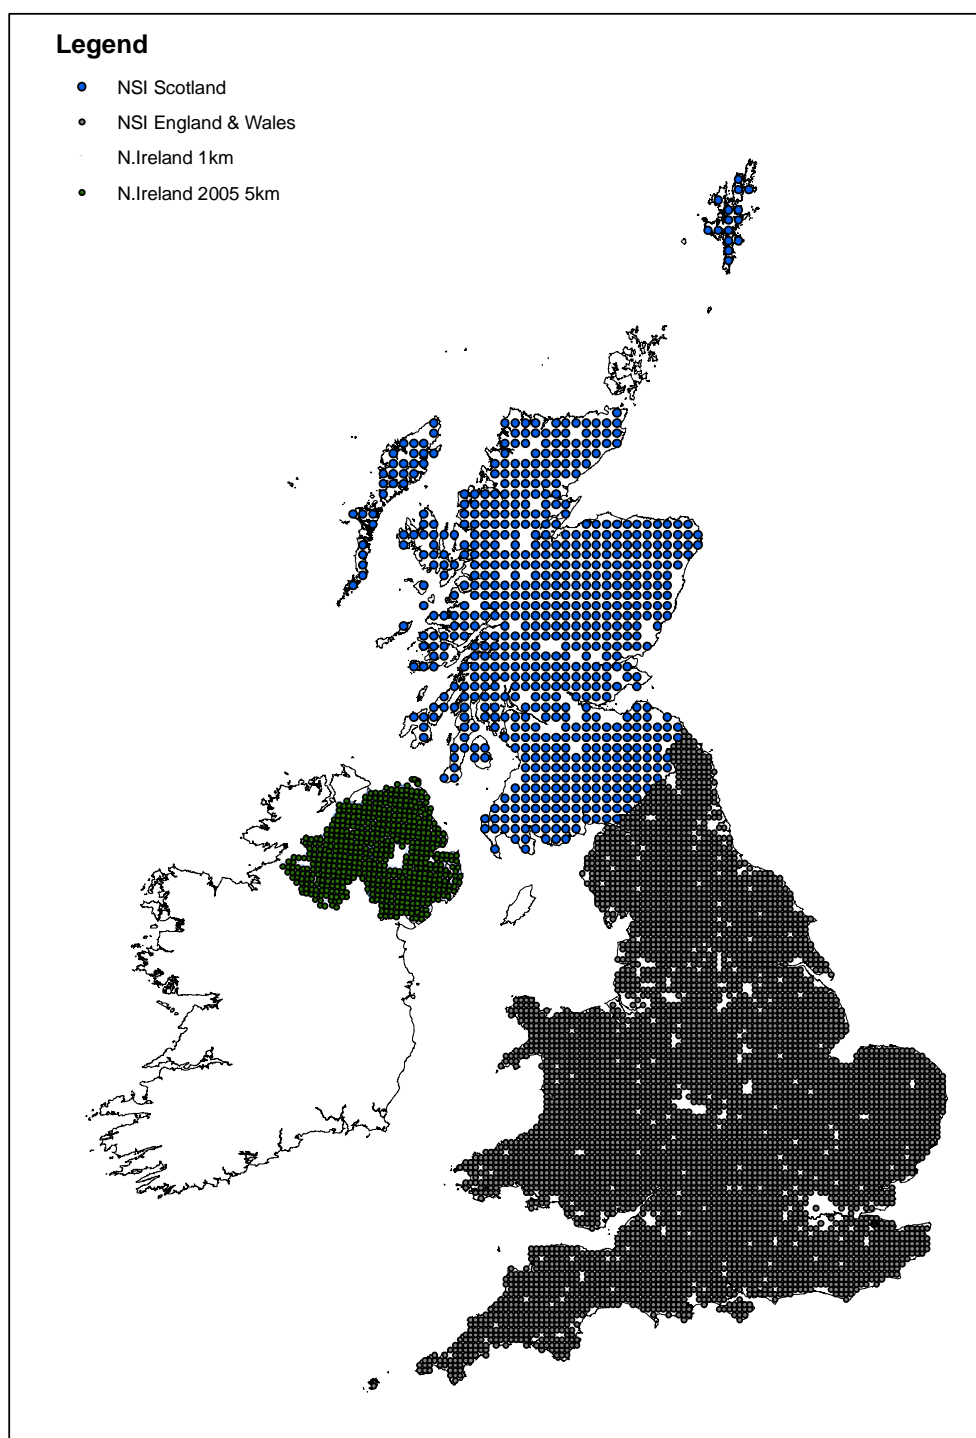 Legend
NSI Scotland
NSI England & Wales
N.Ireland 1km
N.Ireland 2005 5km